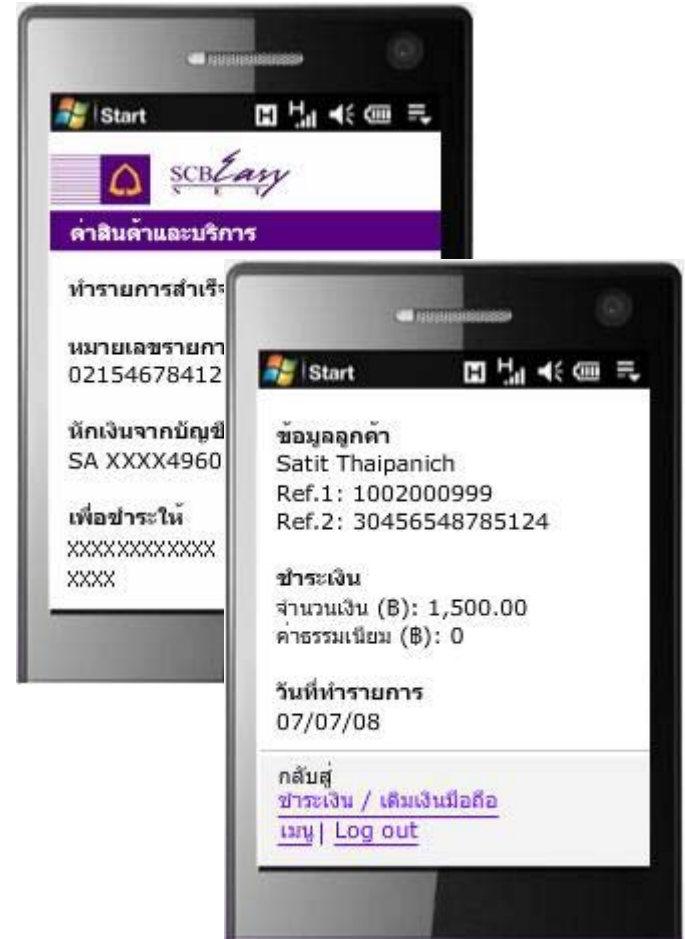 Start
SCB Easy
NET
ค่าสินค้าและบริการ
ทำรายการสำเร็จ
หมายเลขรายกา
02154678412
หักเงินจากบัญชี
SA XXXX4960
เพื่อชำระให้
XXXXXXXXXXXX
XXXX
Start
ข้อมูลลูกค้า
Satit Thaipanich
Ref.1: 1002000999
Ref.2: 30456548785124
ชำระเงิน
จำนวนเงิน (฿): 1,500.00
ค่าธรรมเนียม (฿): 0
วันที่ทำรายการ
07/07/08
กลับสู่
ชำระเงิน / เติมเงินมือถือ
เมนู| Log out